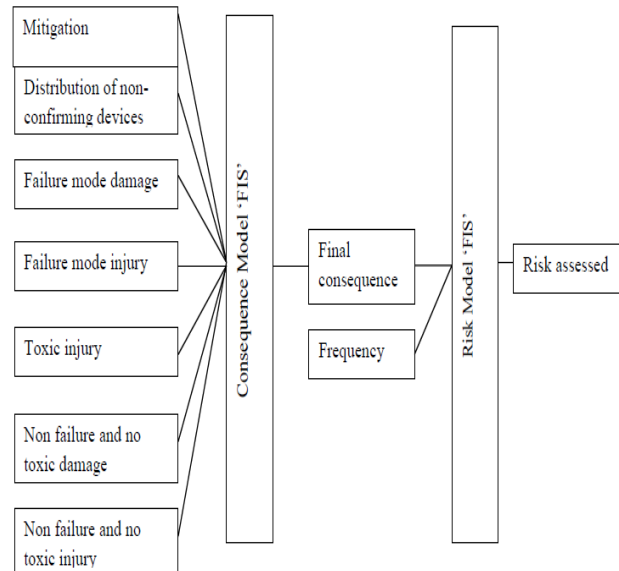 Mitigation
Distribution of non-
confirming devices
Failure mode damage
Failure mode injury
Toxic injury
Non failure and no
toxic damage
Non failure and no
toxic injury
Consequence Model ‘FIS’
Final
consequence
Frequency
Risk Model ‘FIS’
Risk assessed